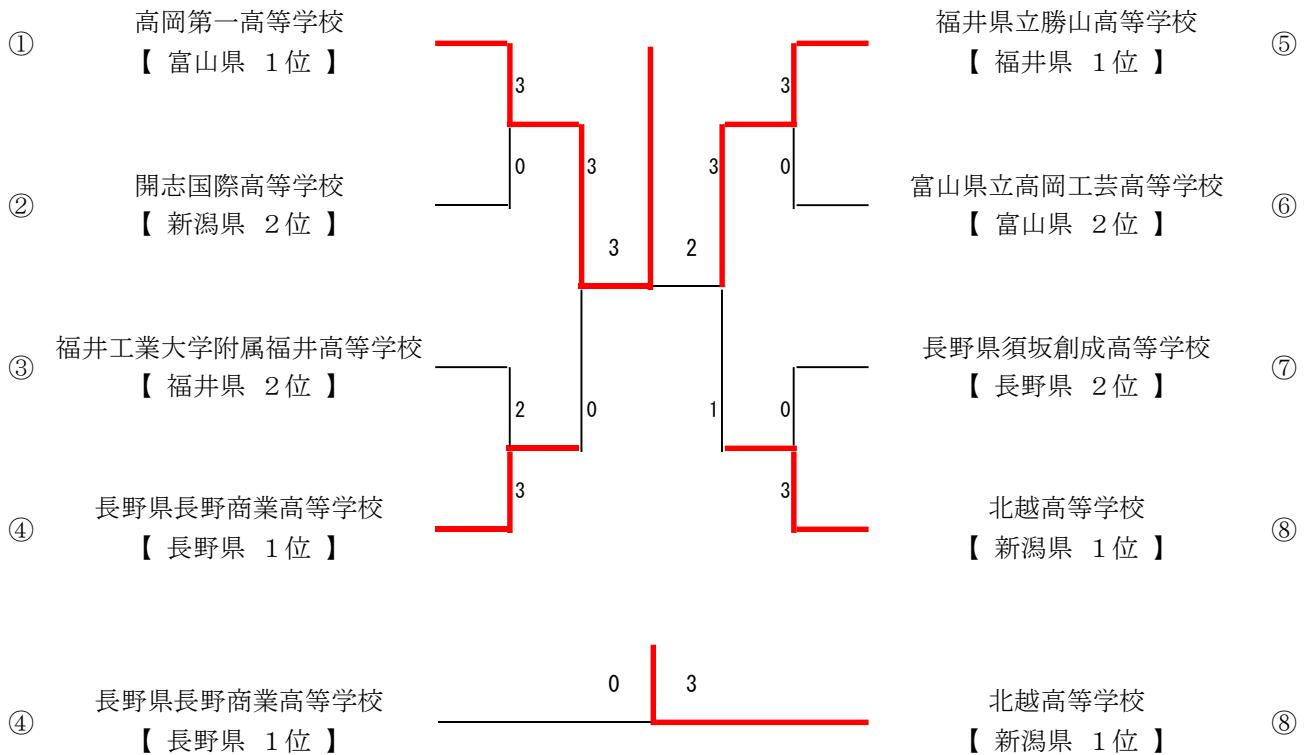 ① 高岡第一高等学校
【 富山県 1位 】
福井県立勝山高等学校 ⑤
【 福井県 1位 】
3
3
0
3
3
0
② 開志国際高等学校
【 新潟県 2位 】
富山県立高岡工芸高等学校 ⑥
【 富山県 2位 】
3
2
③ 福井工業大学附属福井高等学校
【 福井県 2位 】
長野県須坂創成高等学校 ⑦
【 長野県 2位 】
2
0
1
0
3
3
④ 長野県長野商業高等学校
【 長野県 1位 】
北越高等学校 ⑧
【 新潟県 1位 】
0
3
④ 長野県長野商業高等学校
【 長野県 1位 】
北越高等学校 ⑧
【 新潟県 1位 】